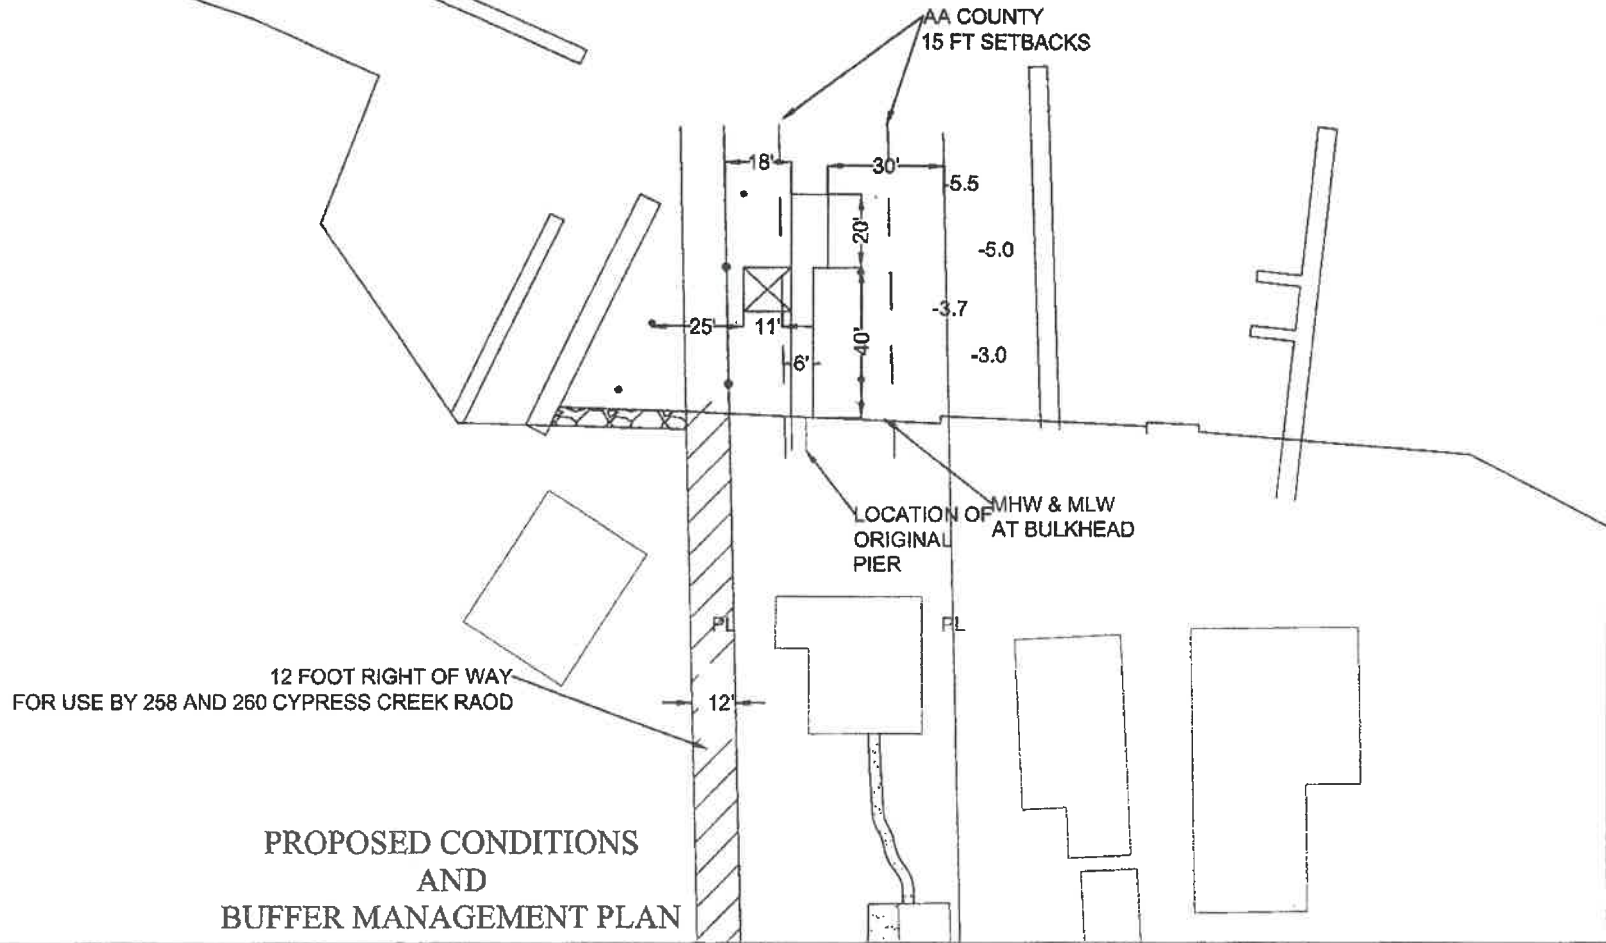 AA COUNTY
15 FT SETBACKS
18'
30'
-5.5
20'
-5.0
-3.7
25'
11'
40'
6'
-3.0
LOCATION OF
ORIGINAL
PIER
MHW & MLW
AT BULKHEAD
PL
PL
12 FOOT RIGHT OF WAY
FOR USE BY 258 AND 260 CYPRESS CREEK RAOD
12'
PROPOSED CONDITIONS
AND
BUFFER MANAGEMENT PLAN